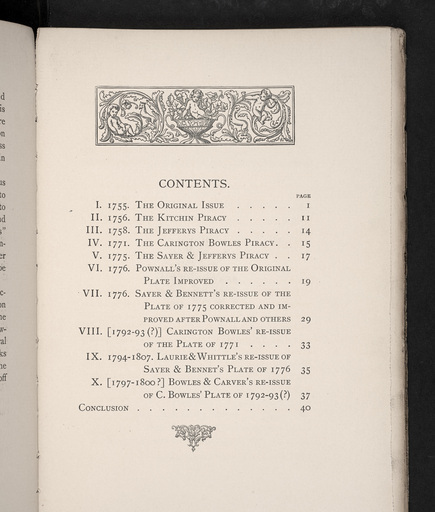 CONTENTS.
PAGE
I. 1755. The Original Issue . . . . . 1
II. 1756. The Kitchin Piracy . . . . . 11
III. 1758. The Jefferys Piracy . . . . . 14
IV. 1771. The Carington Bowles Piracy . . 15
V. 1775. The Sayer & Jefferys Piracy . . 17
VI. 1776. Pownall's re-issue of the Original
Plate Improved . . . . . . 19
VII. 1776. Sayer & Bennett's re-issue of the
Plate of 1775 corrected and im-
proved after Pownall and others 29
VIII. [1792-93 (?)] Carington Bowles' re-issue
of the Plate of 1771 . . . . 33
IX. 1794-1807. Laurie & Whittle's re-issue of
Sayer & Bennet's Plate of 1776 35
X. [1797-1800?] Bowles & Carver's re-issue
of C. Bowles' Plate of 1792-93 (?) 37
Conclusion . . . . . . . . . . . . . 40